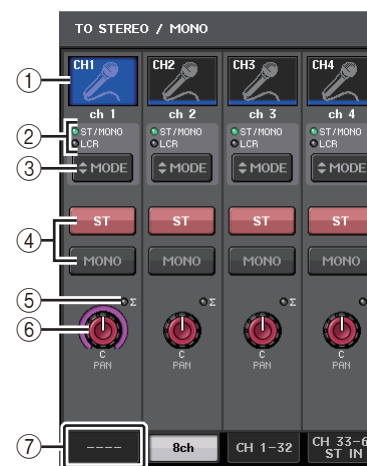 TO STEREO / MONO
CH1 CH2 CH3 CH4
ch 1 ch 2 ch 3 ch 4
ST/MONO ST/MONO ST/MONO ST/MONO
LCR LCR LCR LCR
MODE MODE MODE MODE
ST ST ST ST
MONO MONO MONO MONO
Σ Σ Σ
C C C C
PAN PAN PAN PAN
---- 8ch CH 1-32 CH 33-6
ST IN
① 
② 
③ 
④ 
⑤ 
⑥ 
⑦